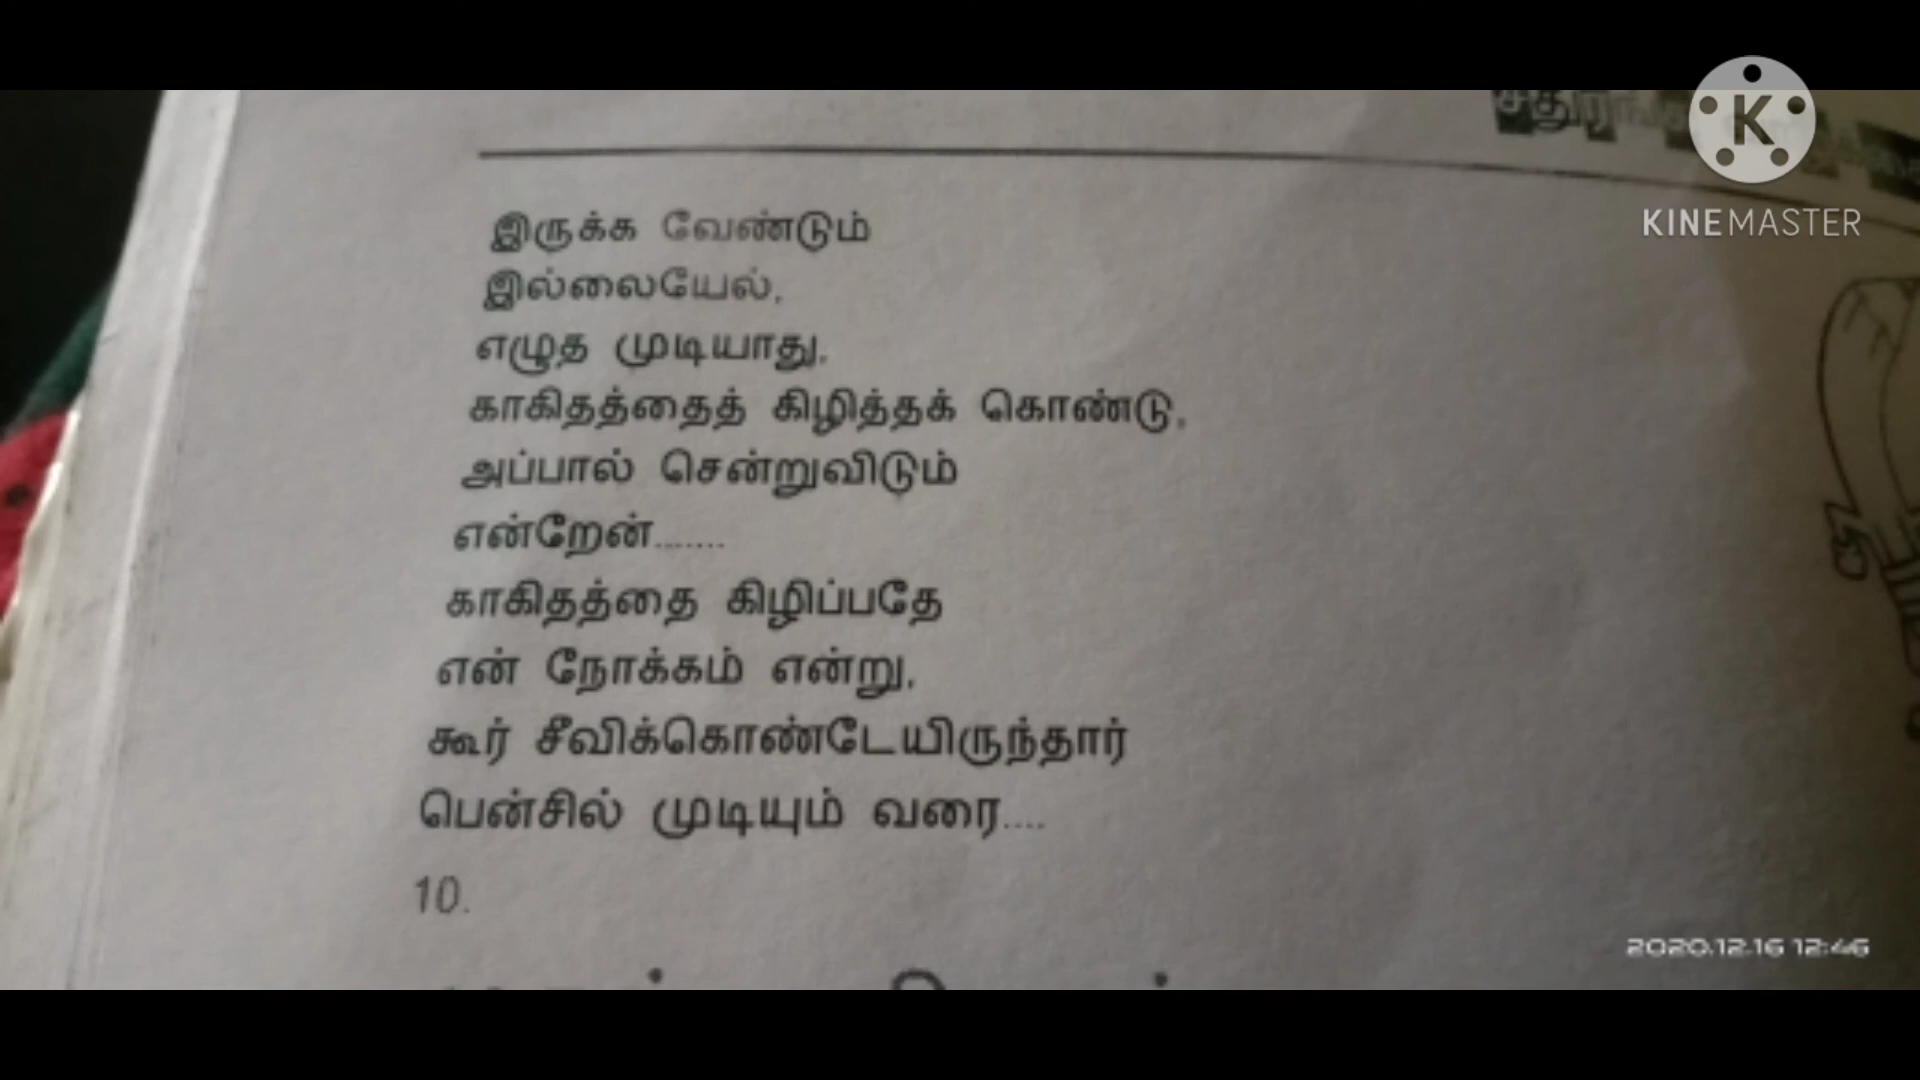 KINEMASTER
இருக்க வேண்டும்
இல்லையேல்,
எழுத முடியாது,
காகிதத்தைத் கிழித்தக் கொண்டு,
அப்பால் சென்றுவிடும்
என்றேன்.......
காகிதத்தை கிழிப்பதே
என் நோக்கம் என்று,
கூர் சீவிக்கொண்டேயிருந்தார்
பென்சில் முடியும் வரை....
10.
2020.12.16 12:46